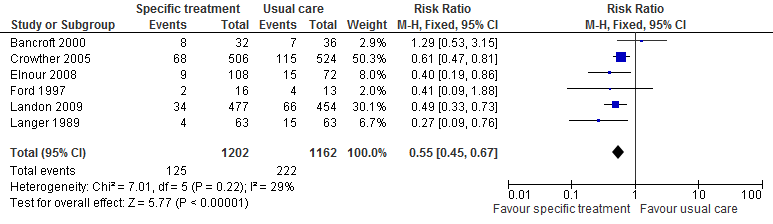 Specific treatment Usual care Risk Ratio Risk Ratio
Study or Subgroup Events Total Events Total Weight M-H, Fixed, 95% CI M-H, Fixed, 95% CI
Bancroft 2000 8 32 7 36 2.9% 1.29 [0.53, 3.15]
Crowther 2005 68 506 115 524 50.3% 0.61 [0.47, 0.81]
Elnour 2008 9 108 15 72 8.0% 0.40 [0.19, 0.86]
Ford 1997 2 16 4 13 2.0% 0.41 [0.09, 1.88]
Landon 2009 34 477 66 454 30.1% 0.49 [0.33, 0.73]
Langer 1989 4 63 15 63 6.7% 0.27 [0.09, 0.76]
Total (95% CI) 1202 1162 100.0% 0.55 [0.45, 0.67]
Total events 125 222
Heterogeneity: Chi² = 7.01, df = 5 (P = 0.22); I² = 29%
Test for overall effect: Z = 5.77 (P < 0.00001)
0.01 0.1 1 10 100
Favour specific treatment Favour usual care